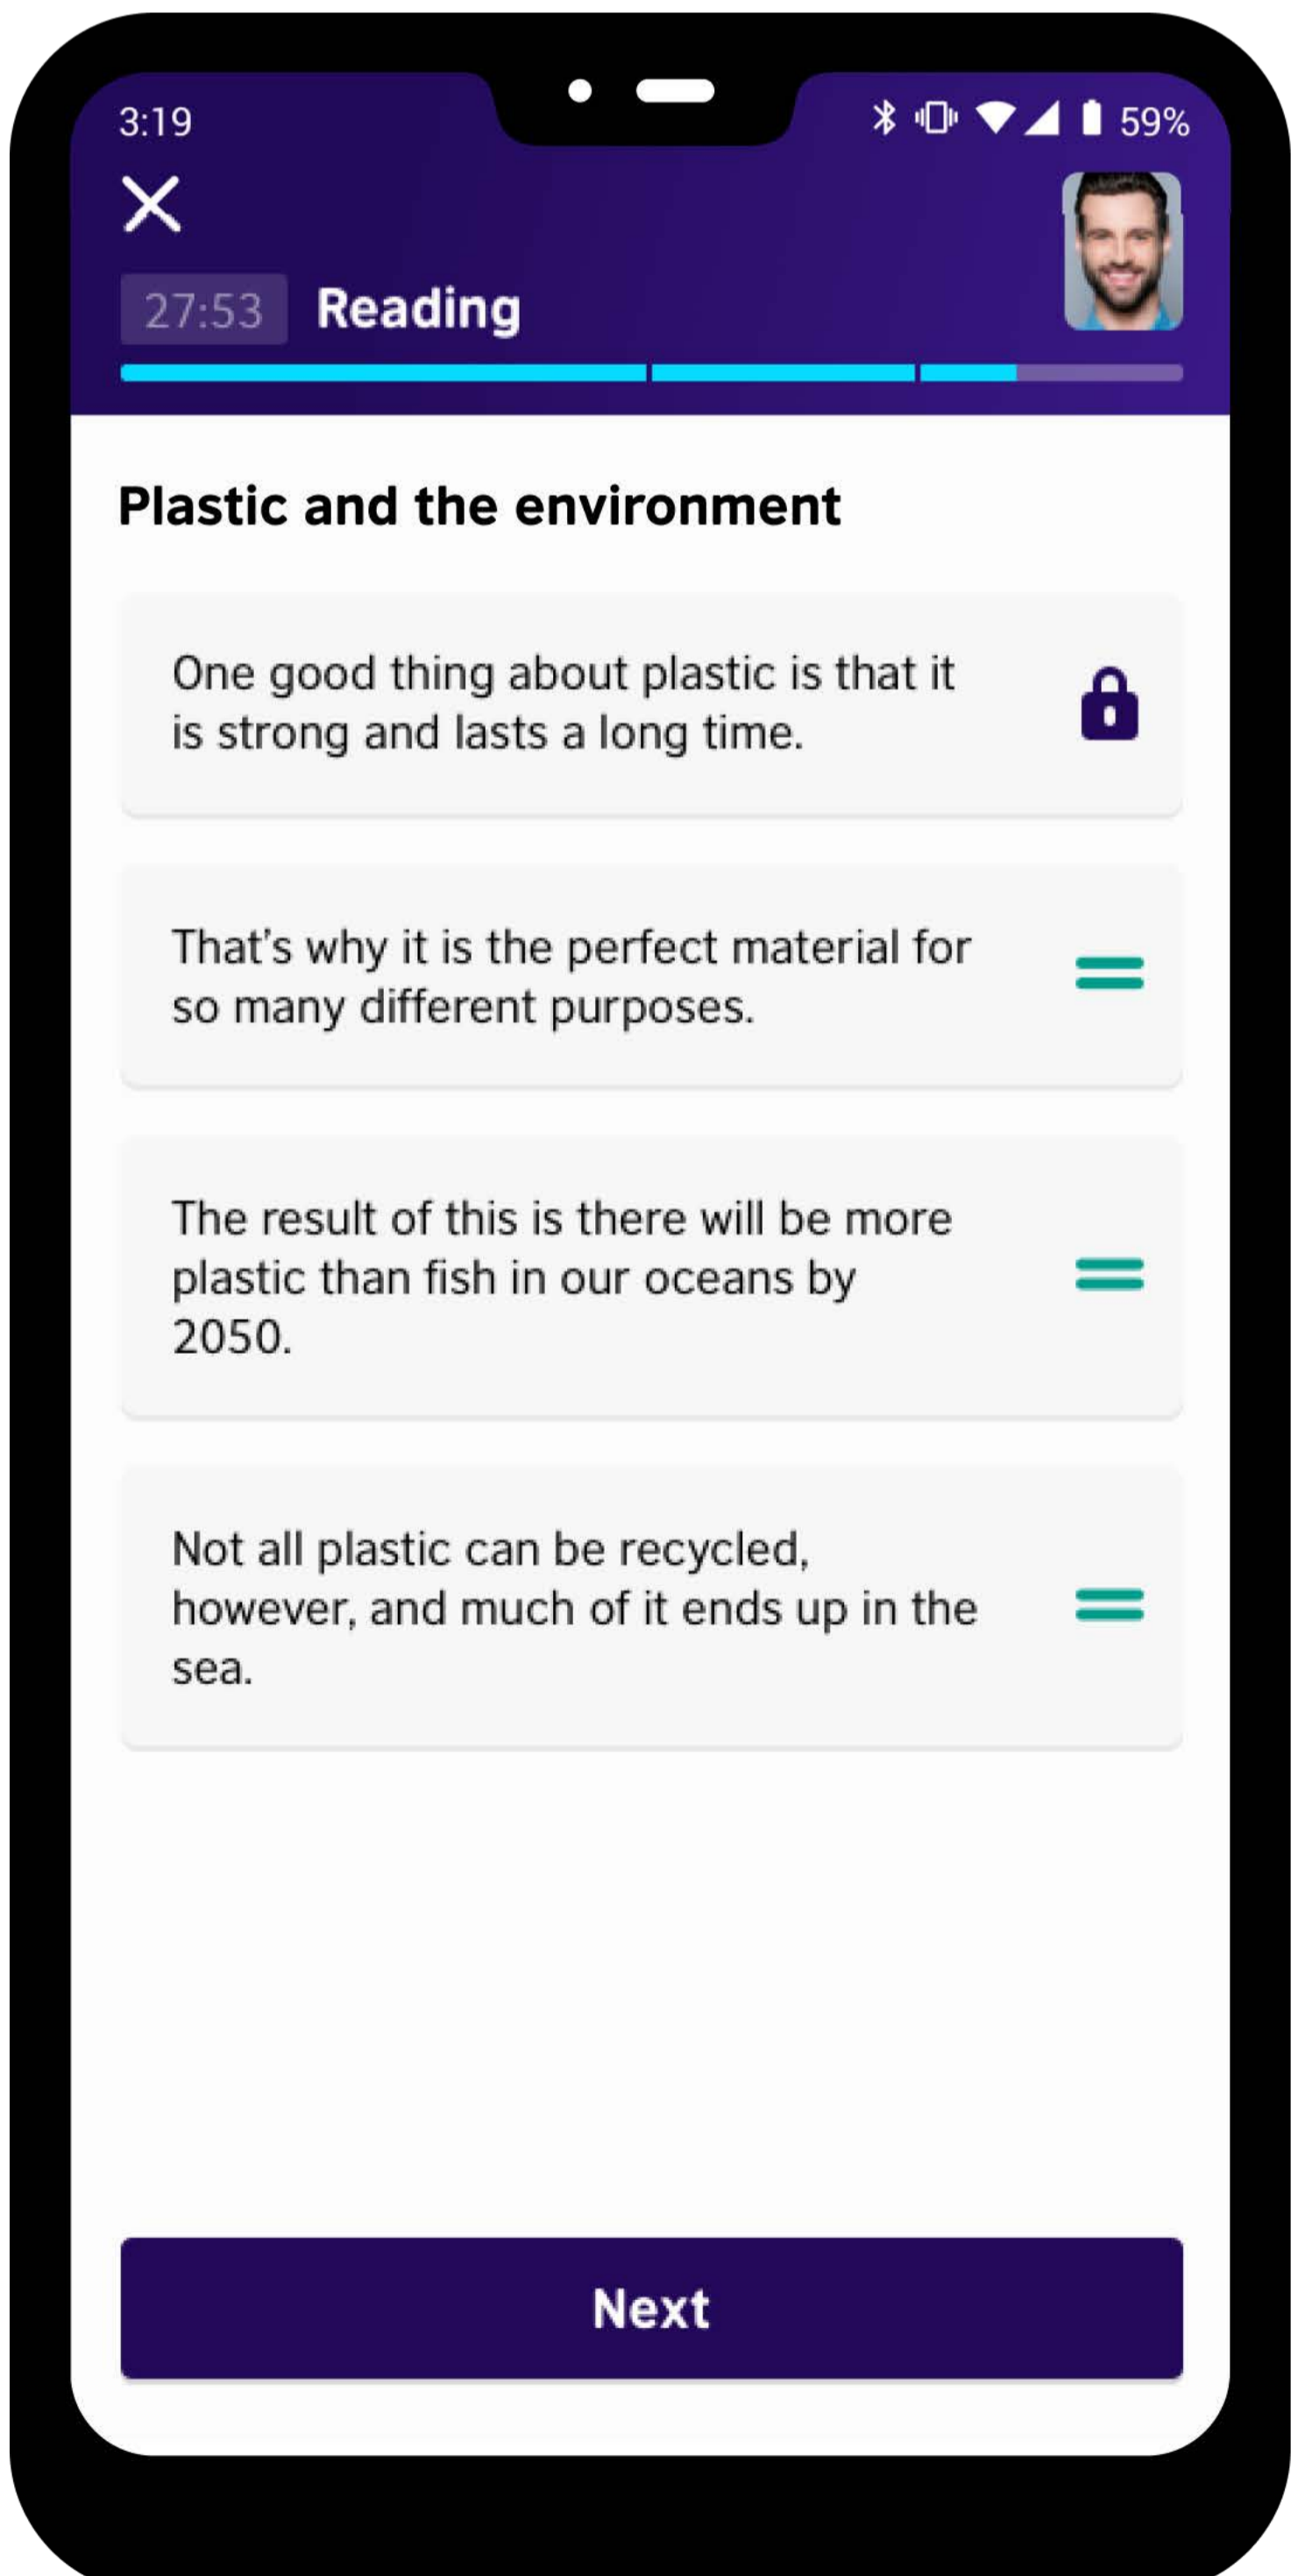 3:19
59%
27:53 Reading
Plastic and the environment
One good thing about plastic is that it
is strong and lasts a long time.
That's why it is the perfect material for
so many different purposes.
The result of this is there will be more
plastic than fish in our oceans by
2050.
Not all plastic can be recycled,
however, and much of it ends up in the
sea.
Next